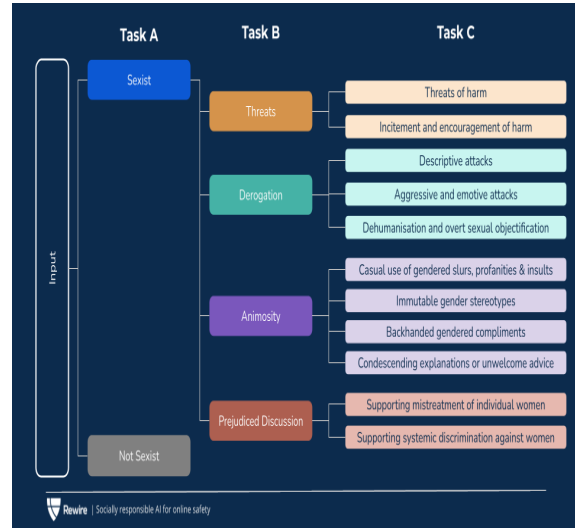 Task A
Task B
Task C
Input
Sexist
Threats
Threats of harm
Incitement and encouragement of harm
Derogation
Descriptive attacks
Aggressive and emotive attacks
Dehumanisation and overt sexual objectification
Animosity
Casual use of gendered slurs, profanities & insults
Immutable gender stereotypes
Backhanded gendered compliments
Condescending explanations or unwelcome advice
Prejudiced Discussion
Supporting mistreatment of individual women
Supporting systemic discrimination against women
Not Sexist
Rewire | Socially responsible AI for online safety